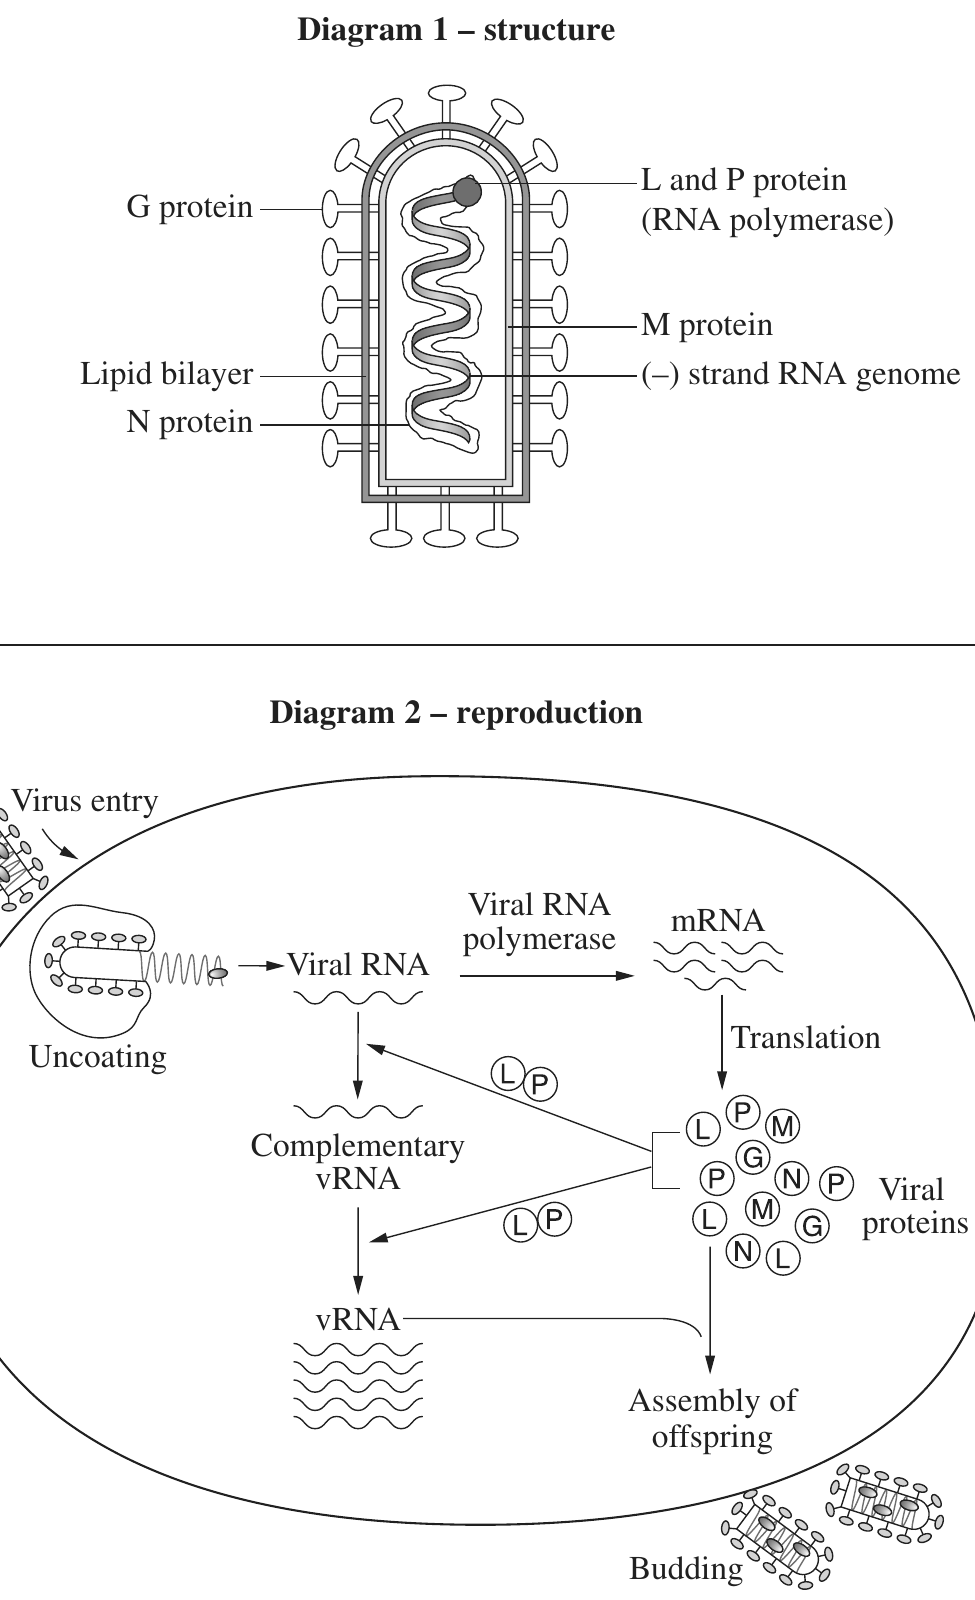 Diagram 1 – structure
L and P protein
(RNA polymerase)
G protein
M protein
Lipid bilayer
(–) strand RNA genome
N protein
Diagram 2 – reproduction
Virus entry
Viral RNA
polymerase
mRNA
Viral RNA
Uncoating
Translation
L P
Complementary
vRNA
L P M
G
P N P
L M G
N L
Viral
proteins
L P
vRNA
Assembly of
offspring
Budding